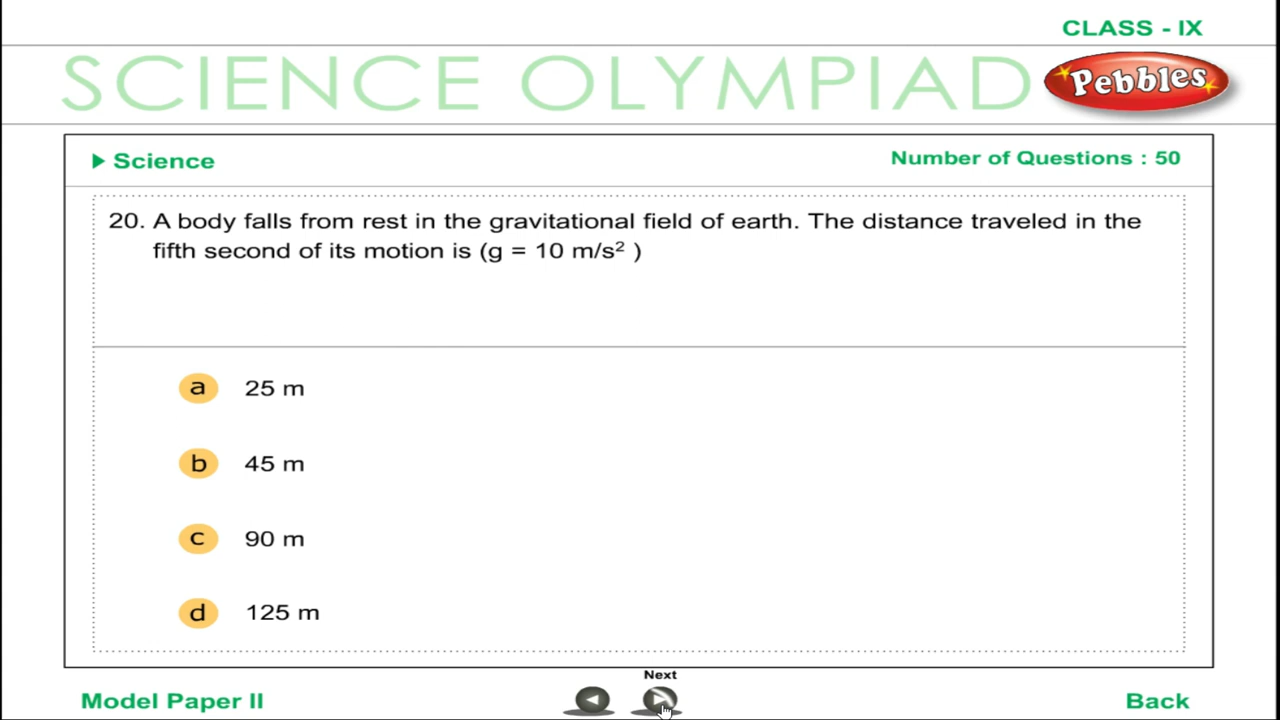 CLASS - IX
SCIENCE OLYMPIAD
Pebbles
Science
Number of Questions : 50
20. A body falls from rest in the gravitational field of earth. The distance traveled in the
fifth second of its motion is (g = 10 m/s² )
a 25 m
b 45 m
c 90 m
d 125 m
Next
Model Paper II
Back